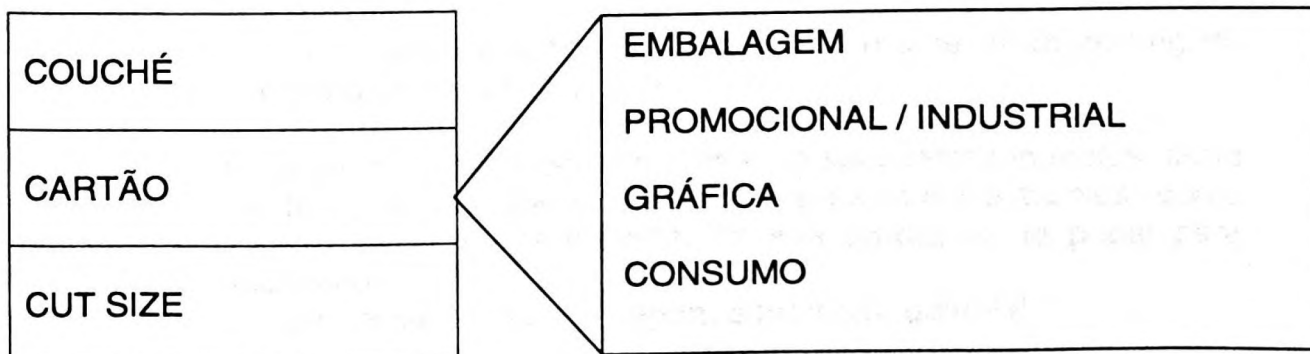 COUCHÉ
CARTÃO
CUT SIZE
EMBALAGEM
PROMOCIONAL / INDUSTRIAL
GRÁFICA
CONSUMO